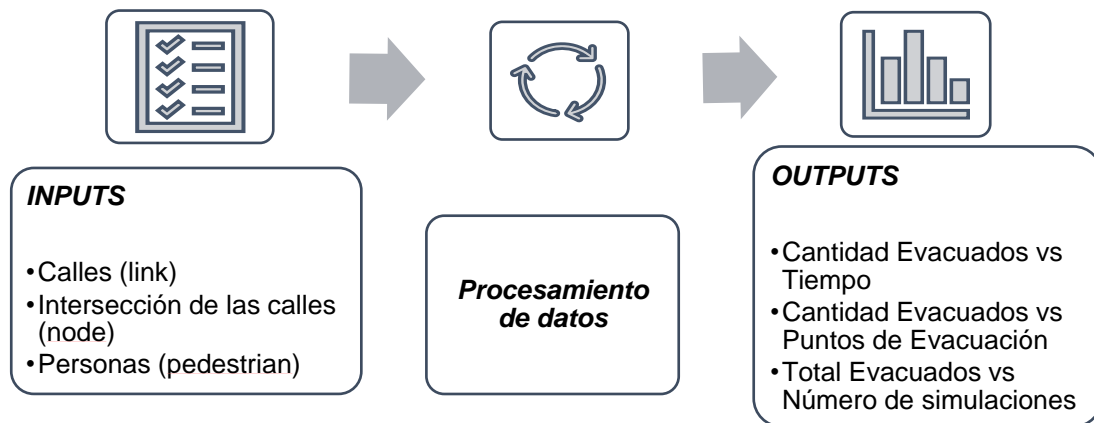 INPUTS
•Calles (link)
•Intersección de las calles
(node)
•Personas (pedestrian)
Procesamiento
de datos
OUTPUTS
•Cantidad Evacuados vs
Tiempo
•Cantidad Evacuados vs
Puntos de Evacuación
•Total Evacuados vs
Número de simulaciones